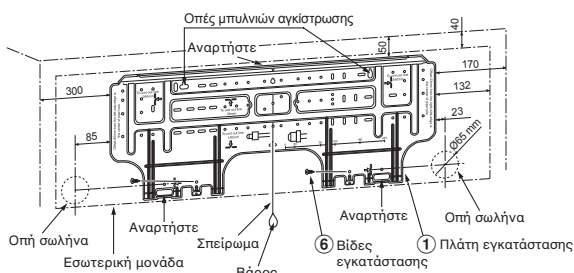 Οπές μπυλνιών αγκίστρωσης
Αναρτήστε
40
50
300
170
132
85
23
Ø65 mm
Οπή σωλήνα
Αναρτήστε
Εσωτερική μονάδα
Σπείρωμα
Βάρος
6 Βίδες
εγκατάστασης
Αναρτήστε
1 Πλάτη εγκατάστασης
Οπή σωλήνα